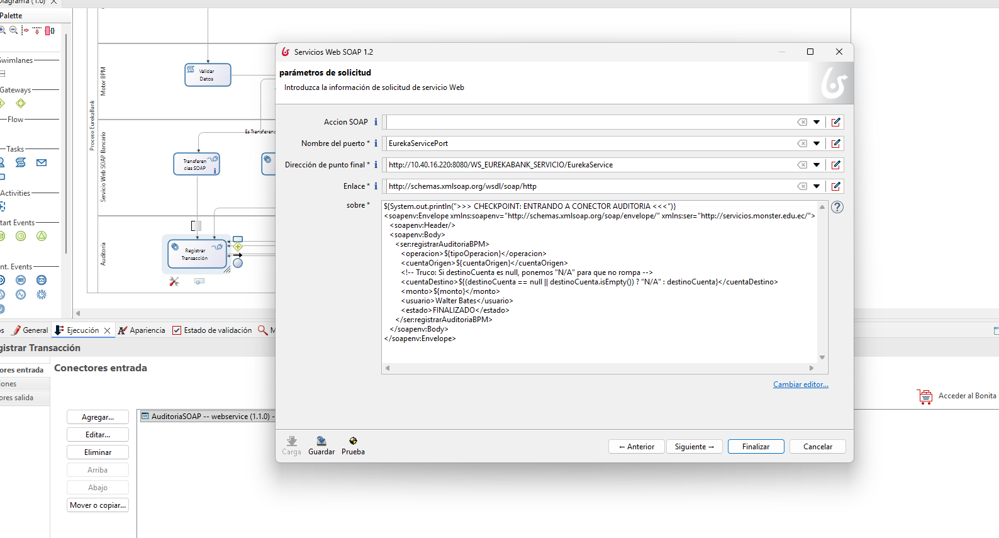 Diagrama (1.0)
Palette
Swimlanes
Gateways
Flow
Tasks
Activities
Start Events
Int. Events
Proceso EurekaBank
Motor BPM
Validar
Datos
Servicio Web SOAP Bancario
Es Transferenc
Transferen
cias SOAP
Auditoria
Registrar
Transacción
General
Ejecución
Apariencia
Estado de validación
M
gistrar Transacción
ores entrada
iones
ores salida
Conectores entrada
Agregar...
Editar...
Eliminar
Arriba
Abajo
Mover o copiar...
AuditoriaSOAP -- webservice (1.1.0) -
Acceder al Bonita
Servicios Web SOAP 1.2
parámetros de solicitud
Introduzca la información de solicitud de servicio Web
Accion SOAP
Nombre del puerto * EurekaServicePort
Dirección de punto final * http://10.40.16.220:8080/WS_EUREKABANK_SERVICIO/EurekaService
Enlace * http://schemas.xmlsoap.org/wsdl/soap/http
sobre *
${System.out.println(">>> CHECKPOINT: ENTRANDO A CONECTOR AUDITORIA <<<")}
<soapenv:Envelope xmlns:soapenv="http://schemas.xmlsoap.org/soap/envelope/" xmlns:ser="http://servicios.monster.edu.ec/">
<soapenv:Header/>
<soapenv:Body>
<ser:registrarAuditoriaBPM>
<operacion>${tipoOperacion}</operacion>
<cuentaOrigen>${cuentaOrigen}</cuentaOrigen>
<!-- Truco: Si destinoCuenta es null, ponemos "N/A" para que no rompa -->
<cuentaDestino>${(destinoCuenta == null || destinoCuenta.isEmpty()) ? "N/A" : destinoCuenta}</cuentaDestino>
<monto>${monto}</monto>
<usuario>Walter Bates</usuario>
<estado>FINALIZADO</estado>
</ser:registrarAuditoriaBPM>
</soapenv:Body>
</soapenv:Envelope>
Cambiar editor...
Carga
Guardar
Prueba
← Anterior
Siguiente →
Finalizar
Cancelar